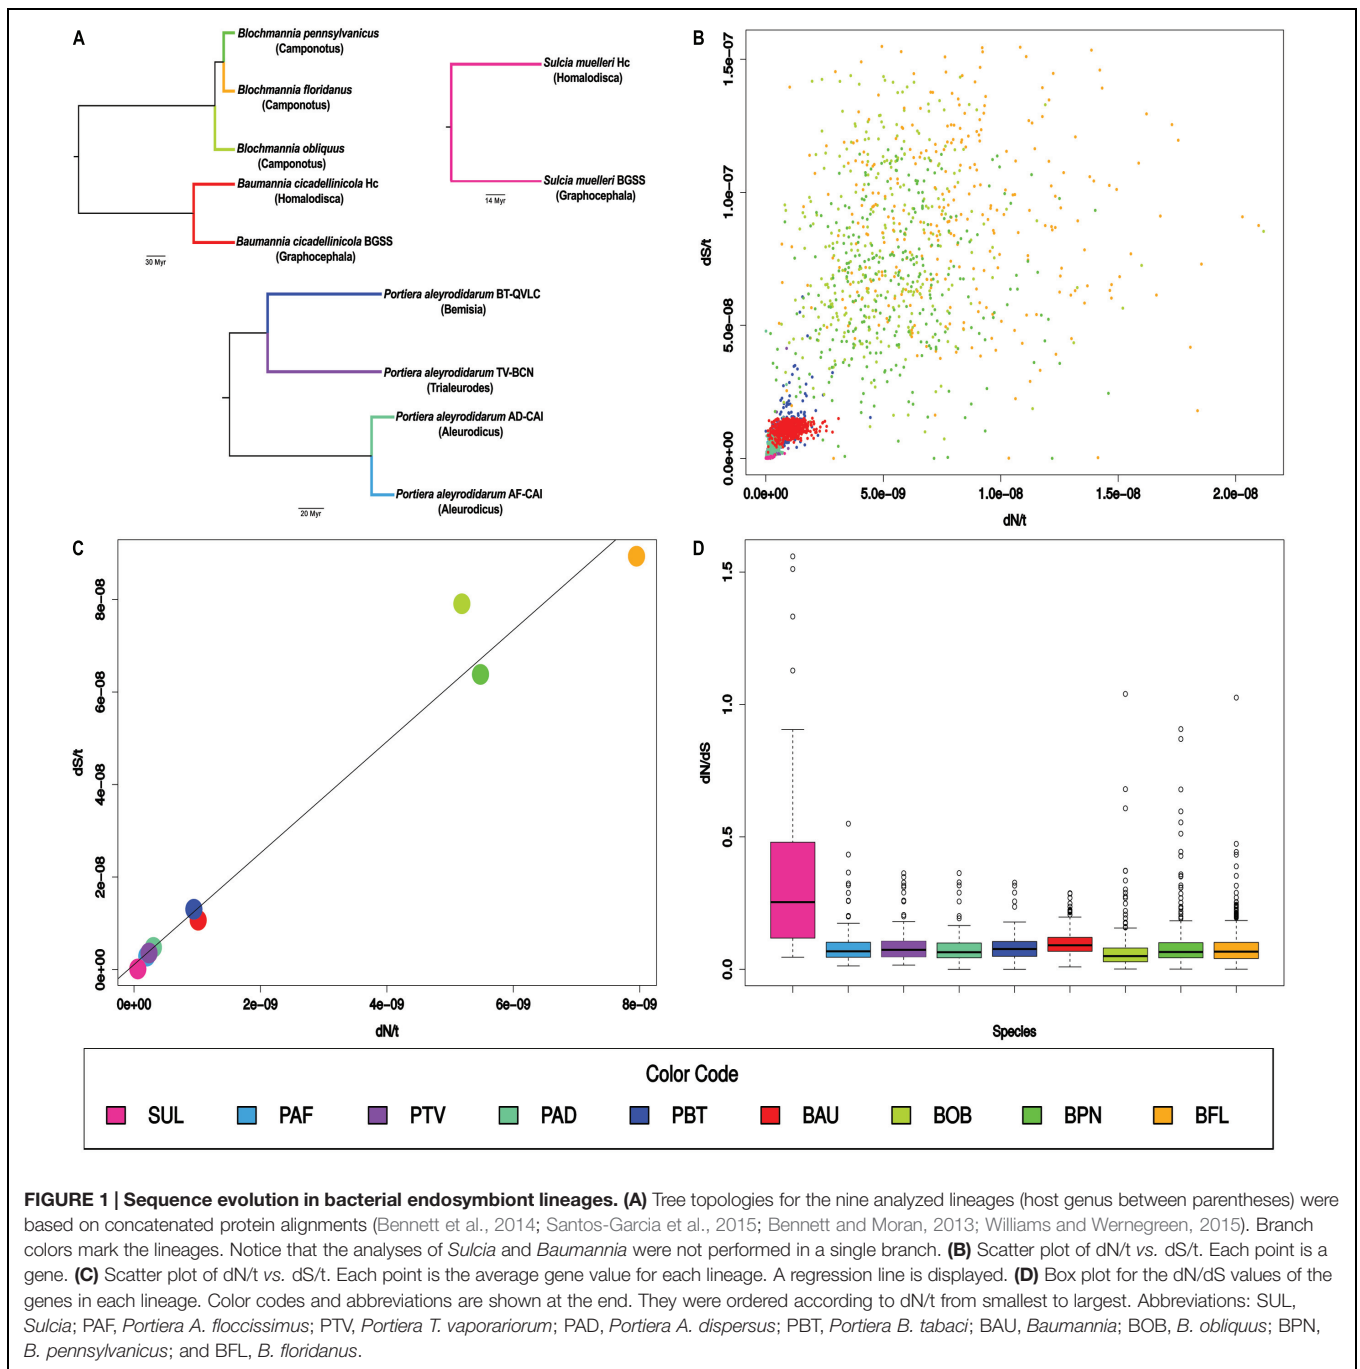 A
Blochmannia pennsylvanicus
(Camponotus)
Blochmannia floridanus
(Camponotus)
Blochmannia obliquus
(Camponotus)
Baumannia cicadellinicola Hc
(Homalodisca)
Baumannia cicadellinicola BGSS
(Graphocephala)
30 Myr
Sulcia muelleri Hc
(Homalodisca)
Sulcia muelleri BGSS
(Graphocephala)
14 Myr
Portiera aleyrodidarum BT-QVLC
(Bemisia)
Portiera aleyrodidarum TV-BCN
(Trialeurodes)
Portiera aleyrodidarum AD-CAI
(Aleurodicus)
Portiera aleyrodidarum AF-CAI
(Aleurodicus)
20 Myr
B
dS/t
1.5e−07
1.0e−07
5.0e−08
0.0e+00
0.0e+00 5.0e−09 1.0e−08 1.5e−08 2.0e−08
dN/t
C
dS/t
8e−08
6e−08
4e−08
2e−08
0e+00
0e+00 2e−09 4e−09 6e−09 8e−09
dN/t
D
dN/dS
1.5
1.0
0.5
0.0
Species
Color Code
SUL PAF PTV PAD PBT BAU BOB BPN BFL
FIGURE 1 | Sequence evolution in bacterial endosymbiont lineages. (A) Tree topologies for the nine analyzed lineages (host genus between parentheses) were
based on concatenated protein alignments (Bennett et al., 2014; Santos-Garcia et al., 2015; Bennett and Moran, 2013; Williams and Wernegreen, 2015). Branch
colors mark the lineages. Notice that the analyses of Sulcia and Baumannia were not performed in a single branch. (B) Scatter plot of dN/t vs. dS/t. Each point is a
gene. (C) Scatter plot of dN/t vs. dS/t. Each point is the average gene value for each lineage. A regression line is displayed. (D) Box plot for the dN/dS values of the
genes in each lineage. Color codes and abbreviations are shown at the end. They were ordered according to dN/t from smallest to largest. Abbreviations: SUL,
Sulcia; PAF, Portiera A. floccissimus; PTV, Portiera T. vaporariorum; PAD, Portiera A. dispersus; PBT, Portiera B. tabaci; BAU, Baumannia; BOB, B. obliquus; BPN,
B. pennsylvanicus; and BFL, B. floridanus.